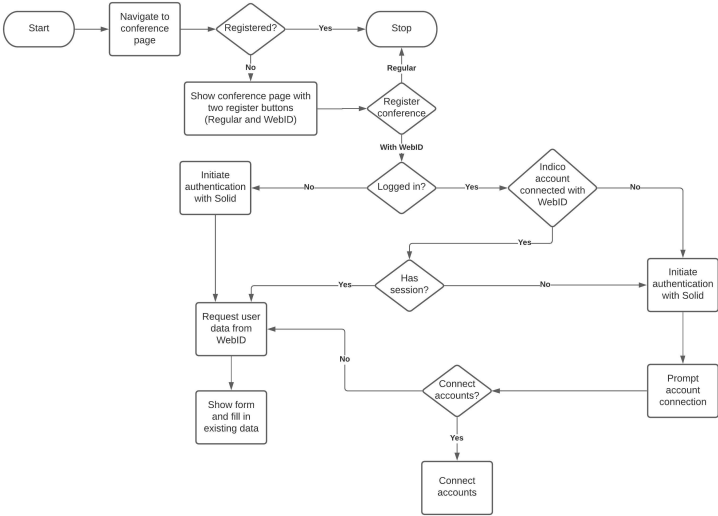 Start
Navigate to
conference
page
Registered?
Yes
Stop
No
Regular
Show conference page with
two register buttons
(Regular and WebID)
Register
conference
With WebID
Initiate
authentication
with Solid
No
Logged in?
Yes
Indico
account
connected with
WebID
No
Yes
Has
session?
Yes
No
Initiate
authentication
with Solid
Request user
data from
WebID
No
Connect
accounts?
Prompt
account
connection
Show form
and fill in
existing data
Yes
Connect
accounts